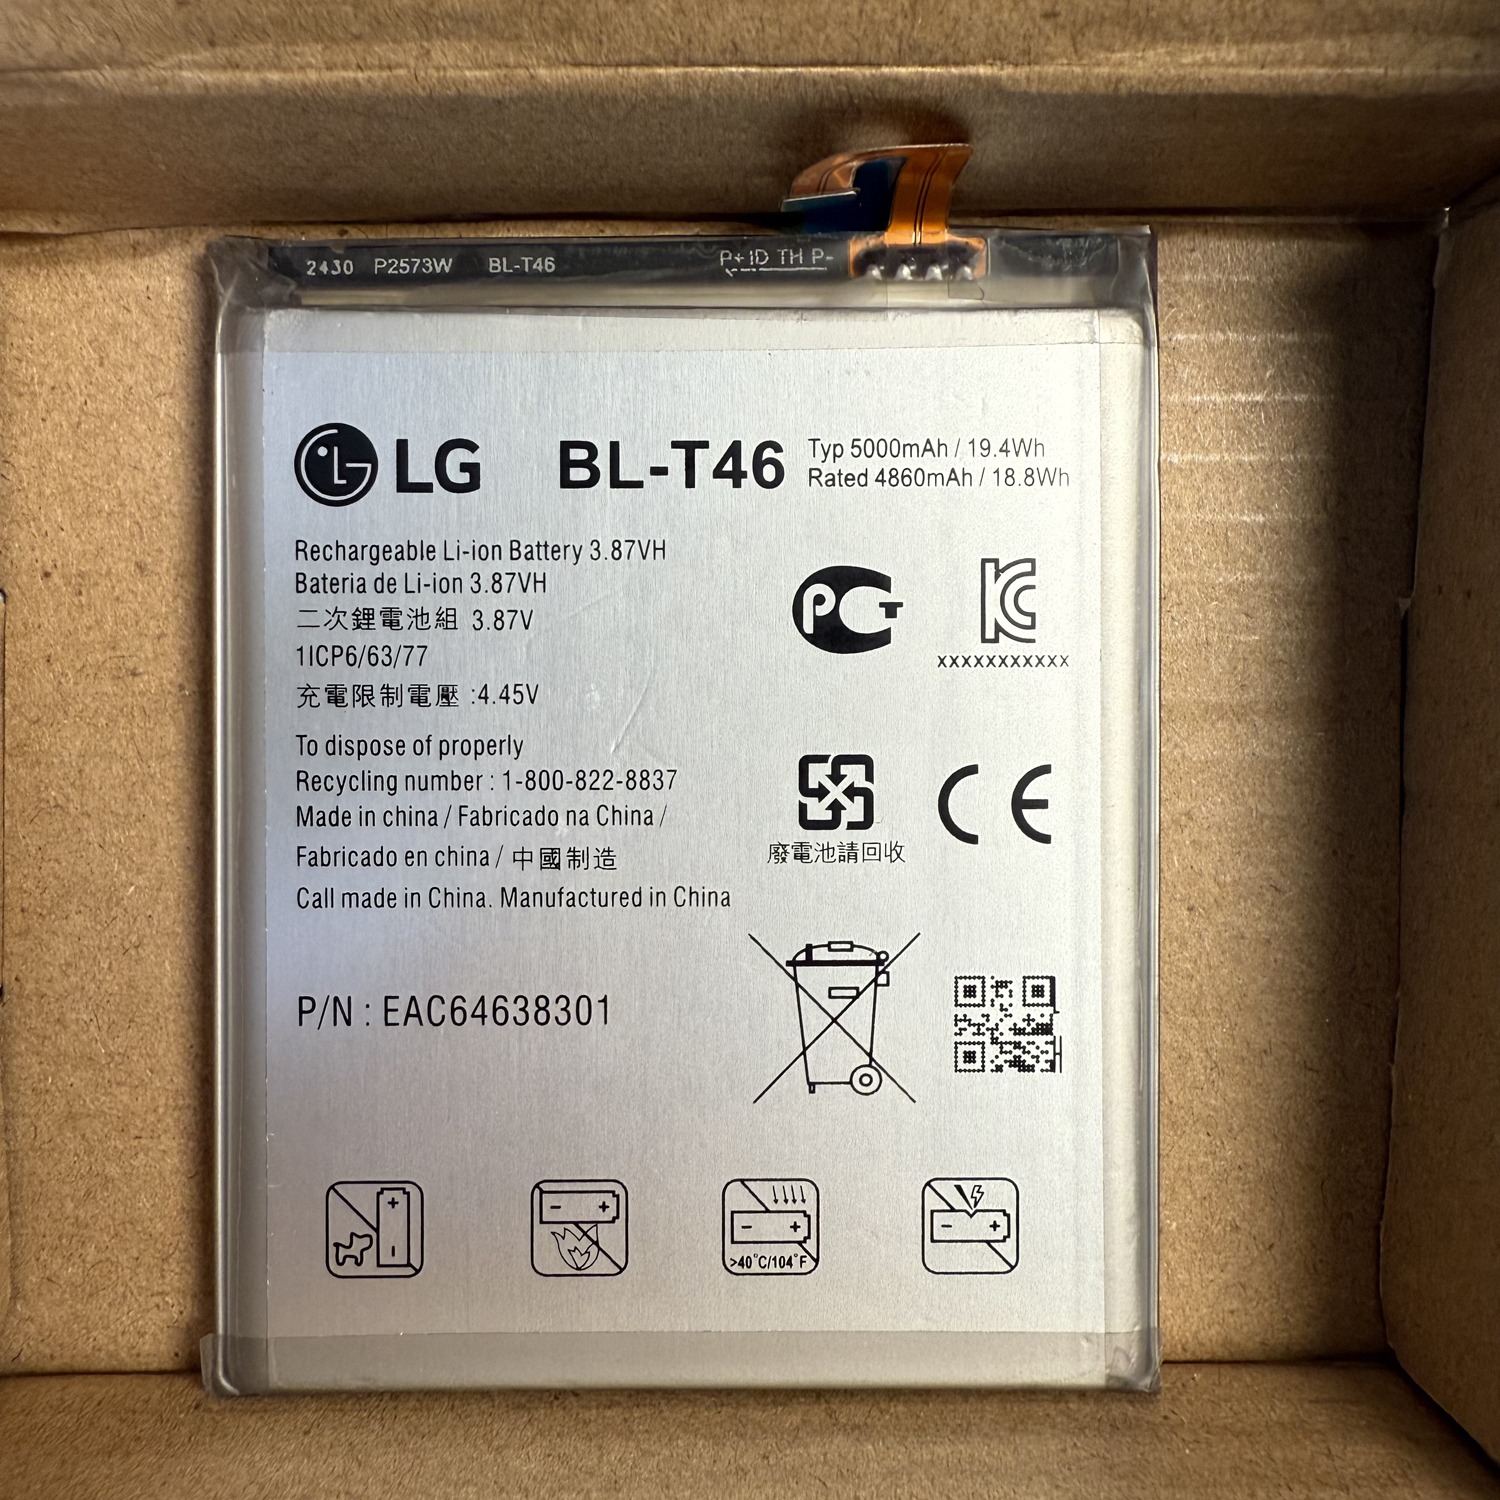 2430 P2573W BL-T46 P+ ID TH P-
LG BL-T46 Typ 5000mAh / 19.4Wh
Rated 4860mAh / 18.8Wh
Rechargeable Li-ion Battery 3.87VH
Bateria de Li-ion 3.87VH
二次鋰電池組 3.87V
1ICP6/63/77
充電限制電壓 :4.45V
PCT
xxxxxxxxxxx
To dispose of properly
Recycling number : 1-800-822-8837
Made in china / Fabricado na China /
Fabricado en china / 中國制造
Call made in China. Manufactured in China
CE
廢電池請回收
P/N : EAC64638301
>40°C/104°F